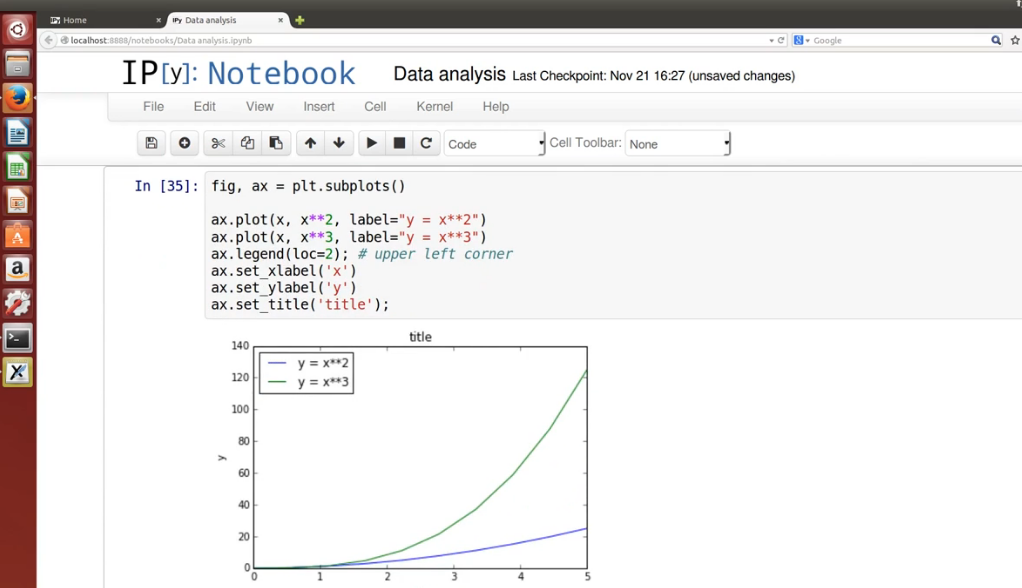 IP[y]: Home
IP[y]: Data analysis
localhost:8888/notebooks/Data analysis.ipynb
Google
IP[y]: Notebook Data analysis Last Checkpoint: Nov 21 16:27 (unsaved changes)
File Edit View Insert Cell Kernel Help
Code Cell Toolbar: None
In [35]: fig, ax = plt.subplots()
ax.plot(x, x**2, label="y = x**2")
ax.plot(x, x**3, label="y = x**3")
ax.legend(loc=2); # upper left corner
ax.set_xlabel('x')
ax.set_ylabel('y')
ax.set_title('title');
title
y = x**2
y = x**3
140
120
100
80
60
40
20
0
y
0 1 2 3 4 5